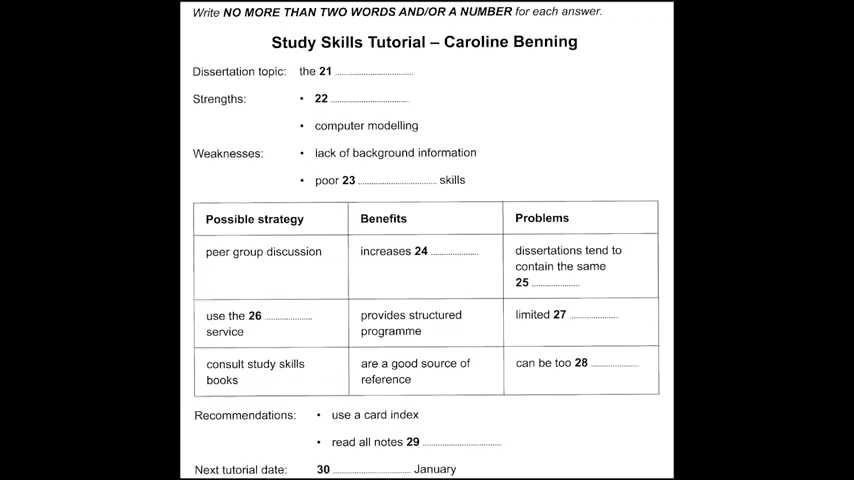 Write NO MORE THAN TWO WORDS AND/OR A NUMBER for each answer.
Study Skills Tutorial – Caroline Benning
Dissertation topic: the 21 ........................
Strengths: • 22 ........................
• computer modelling
Weaknesses: • lack of background information
• poor 23 ........................ skills
Possible strategy Benefits Problems
peer group discussion
increases 24 ...............
dissertations tend to
contain the same
25 ...............
use the 26 ...............
service
provides structured
programme
limited 27 ...............
consult study skills
books
are a good source of
reference
can be too 28 ...............
Recommendations: • use a card index
• read all notes 29 ........................
Next tutorial date: 30 ........................ January